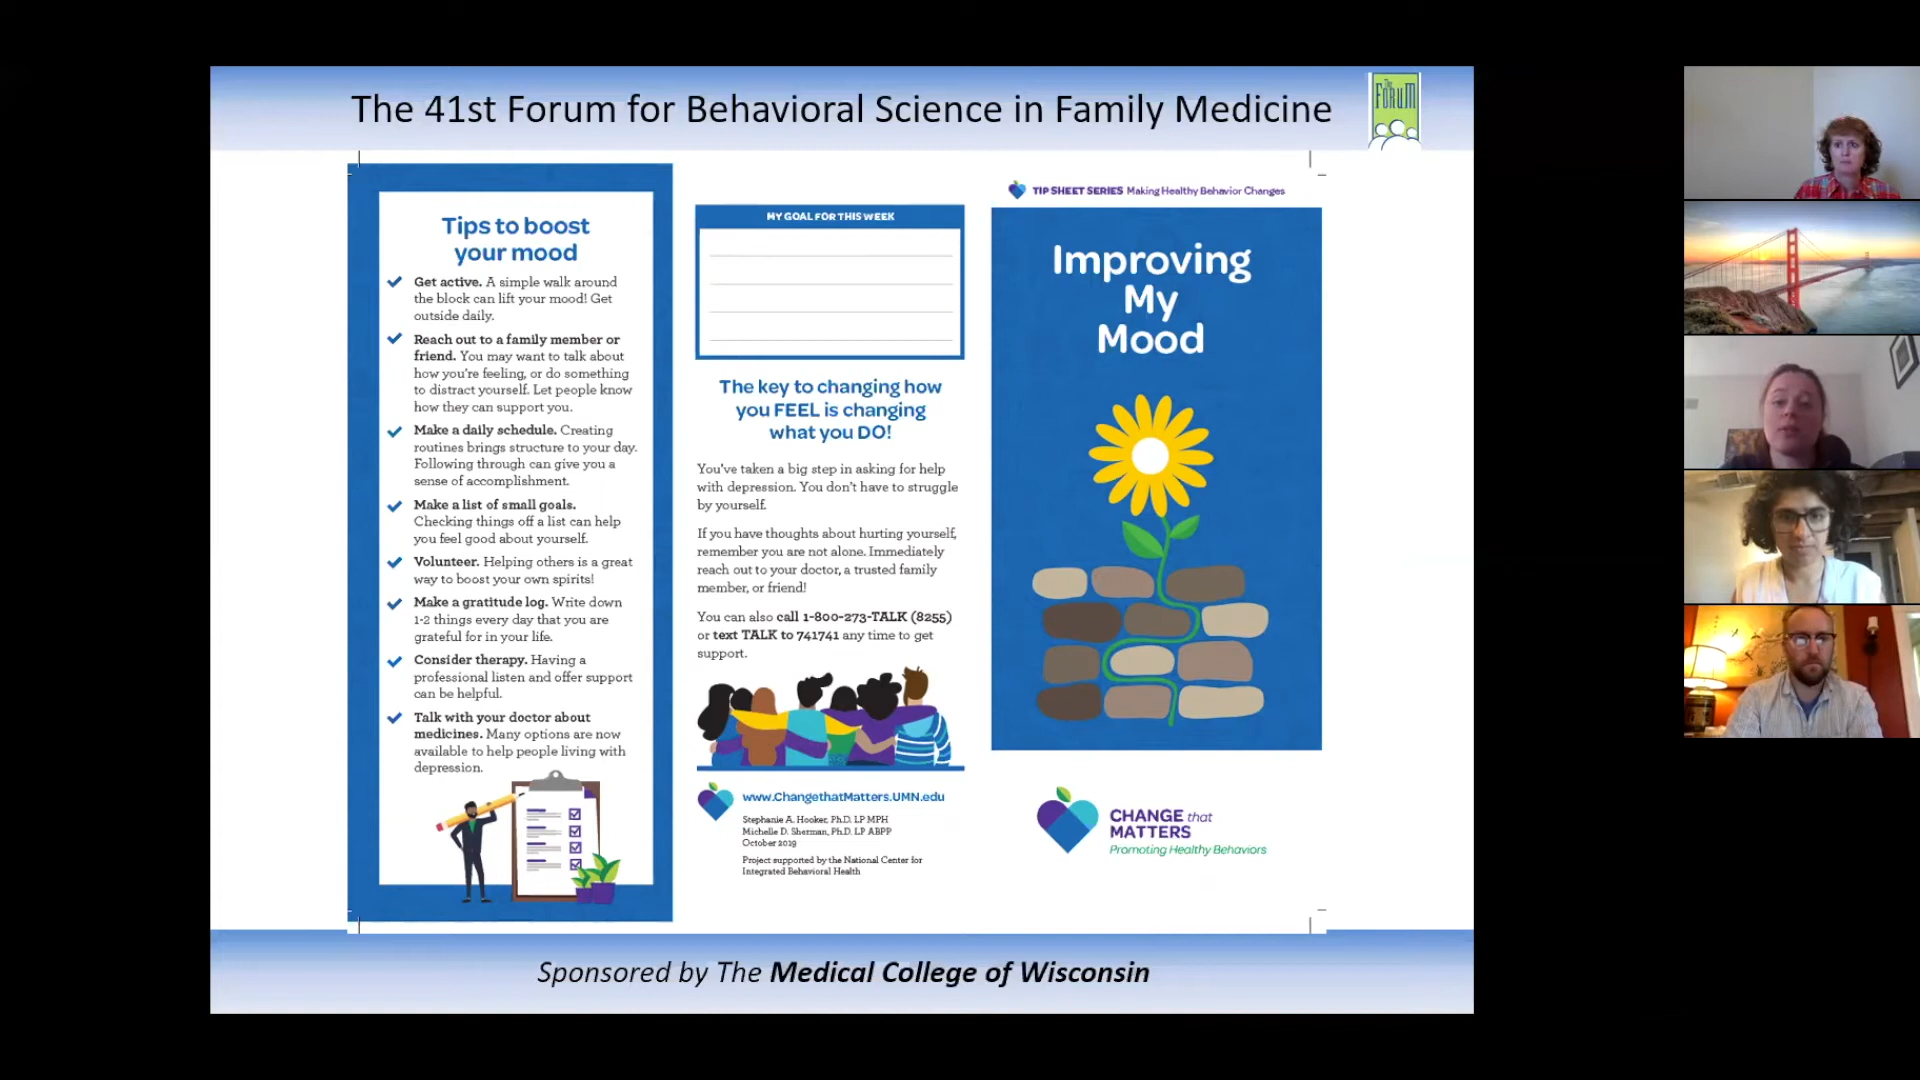 The 41st Forum for Behavioral Science in Family Medicine
The
FORUM
Tips to boost
your mood
Get active. A simple walk around
the block can lift your mood! Get
outside daily.
Reach out to a family member or
friend. You may want to talk about
how you're feeling, or do something
to distract yourself. Let people know
how they can support you.
Make a daily schedule. Creating
routines brings structure to your day.
Following through can give you a
sense of accomplishment.
Make a list of small goals.
Checking things off a list can help
you feel good about yourself.
Volunteer. Helping others is a great
way to boost your own spirits!
Make a gratitude log. Write down
1-2 things every day that you are
grateful for in your life.
Consider therapy. Having a
professional listen and offer support
can be helpful.
Talk with your doctor about
medicines. Many options are now
available to help people living with
depression.
MY GOAL FOR THIS WEEK
The key to changing how
you FEEL is changing
what you DO!
You've taken a big step in asking for help
with depression. You don't have to struggle
by yourself.
If you have thoughts about hurting yourself,
remember you are not alone. Immediately
reach out to your doctor, a trusted family
member, or friend!
You can also call 1-800-273-TALK (8255)
or text TALK to 741741 any time to get
support.
www.ChangethatMatters.UMN.edu
Stephanie A. Hooker, Ph.D. LP MPH
Michelle D. Sherman, Ph.D. LP ABPP
October 2019
Project supported by the National Center for
Integrated Behavioral Health
TIP SHEET SERIES Making Healthy Behavior Changes
Improving
My
Mood
CHANGE that
MATTERS
Promoting Healthy Behaviors
Sponsored by The Medical College of Wisconsin